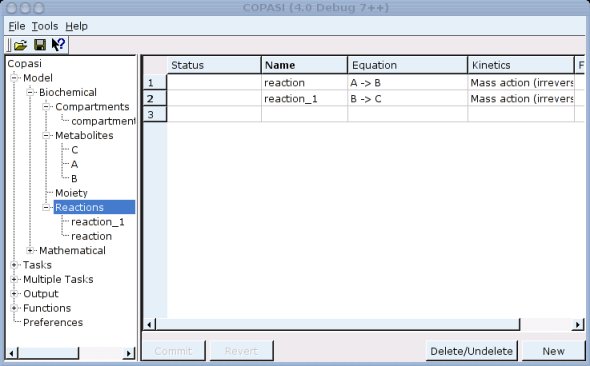 COPASI (4.0 Debug 7++)
File Tools Help
Copasi
Model
Biochemical
Compartments
compartment
Metabolites
C
A
B
Moiety
Reactions
reaction_1
reaction
Mathematical
Tasks
Multiple Tasks
Output
Functions
Preferences
Status Name Equation Kinetics F
1 reaction A -> B Mass action (irrevers
2 reaction_1 B -> C Mass action (irrevers
3
Commit Revert Delete/Undelete New